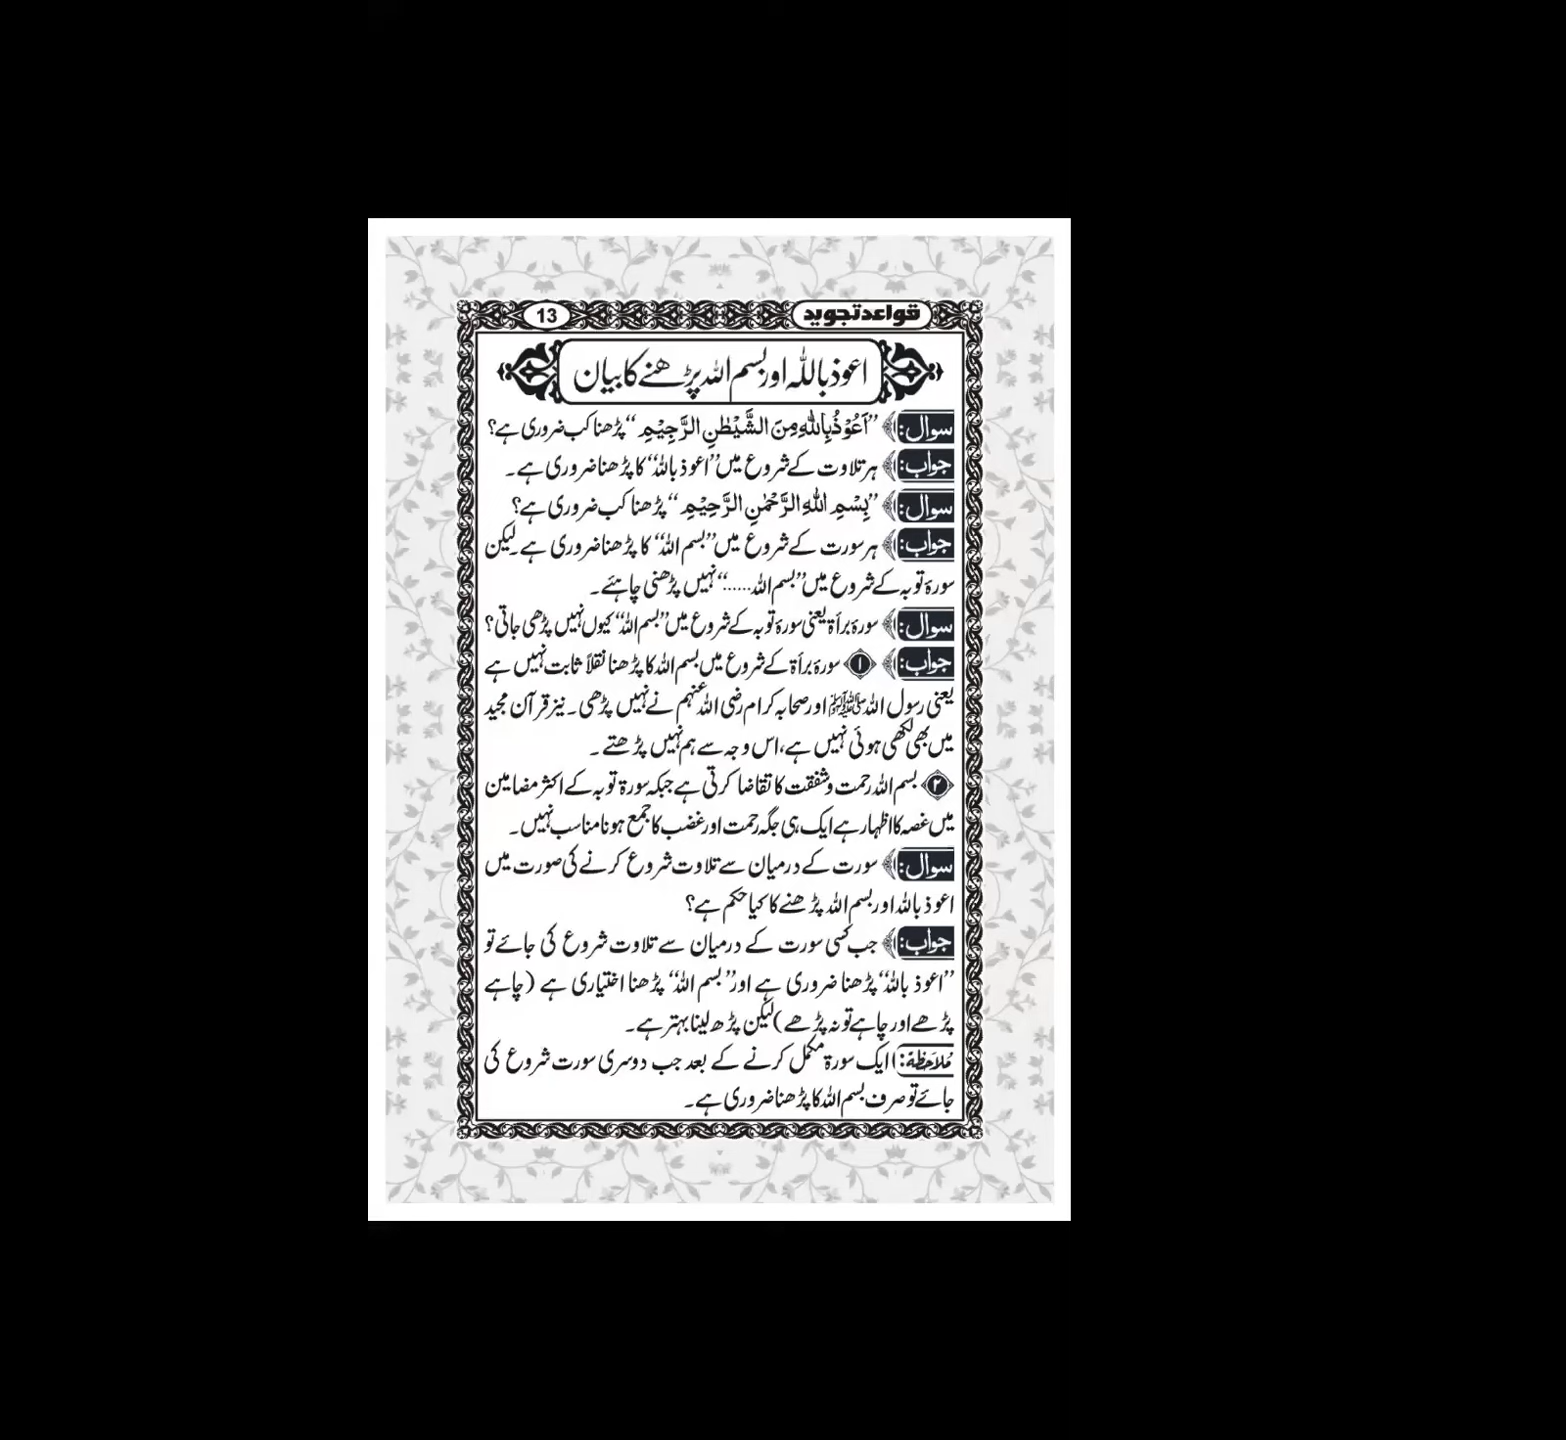 قواعد تجوید
13
اعوذ باللّٰہ اور بسم اللہ پڑھنے کا بیان
سوال: ”اَعُوْذُ بِاللّٰہِ مِنَ الشَّیْطٰنِ الرَّجِیْمِ“ پڑھنا کب ضروری ہے؟
جواب: ہر تلاوت کے شروع میں ”اعوذ باللہ“ کا پڑھنا ضروری ہے۔
سوال: ”بِسْمِ اللّٰہِ الرَّحْمٰنِ الرَّحِیْمِ“ پڑھنا کب ضروری ہے؟
جواب: ہر سورت کے شروع میں ”بسم اللہ“ کا پڑھنا ضروری ہے۔ لیکن
سورۃ توبہ کے شروع میں ”بسم اللہ......“ نہیں پڑھنی چاہئے۔
سوال: سورۃ برأۃ یعنی سورۃ توبہ کے شروع میں ”بسم اللہ“ کیوں نہیں پڑھی جاتی؟
جواب: ۱ سورۃ برأۃ کے شروع میں بسم اللہ کا پڑھنا نقلاً ثابت نہیں ہے
یعنی رسول اللہ ﷺ اور صحابہ کرام رضی اللہ عنہم نے نہیں پڑھی۔ نیز قرآن مجید
میں بھی لکھی ہوئی نہیں ہے، اس وجہ سے ہم نہیں پڑھتے۔
۲ بسم اللہ رحمت و شفقت کا تقاضا کرتی ہے جبکہ سورۃ توبہ کے اکثر مضامین
میں غصہ کا اظہار ہے ایک ہی جگہ رحمت اور غضب کا جمع ہونا مناسب نہیں۔
سوال: سورت کے درمیان سے تلاوت شروع کرنے کی صورت میں
اعوذ باللہ اور بسم اللہ پڑھنے کا کیا حکم ہے؟
جواب: جب کسی سورت کے درمیان سے تلاوت شروع کی جائے تو
”اعوذ باللہ“ پڑھنا ضروری ہے اور ”بسم اللہ“ پڑھنا اختیاری ہے (چاہے
پڑھے اور چاہے تو نہ پڑھے) لیکن پڑھ لینا بہتر ہے۔
مُلاحَظہ: ایک سورۃ مکمل کرنے کے بعد جب دوسری سورت شروع کی
جائے تو صرف بسم اللہ کا پڑھنا ضروری ہے۔